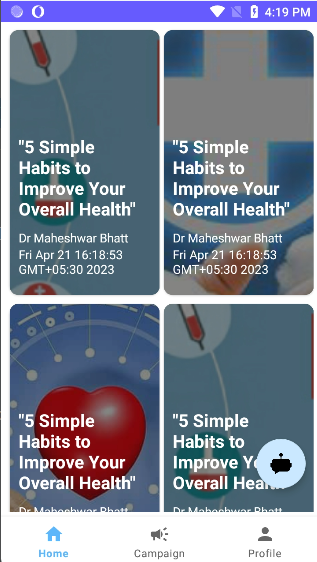 4:19 PM
"5 Simple
Habits to
Improve Your
Overall Health"
Dr Maheshwar Bhatt
Fri Apr 21 16:18:53
GMT+05:30 2023
"5 Simple
Habits to
Improve Your
Overall Health"
Dr Maheshwar Bhatt
Fri Apr 21 16:18:53
GMT+05:30 2023
"5 Simple
Habits to
Improve Your
Overall Health"
Dr Maheshwar Bhatt
"5 Simple
Habits to
Improve Yo
Overall Health"
Dr Maheshwar Bhatt
Home
Campaign
Profile